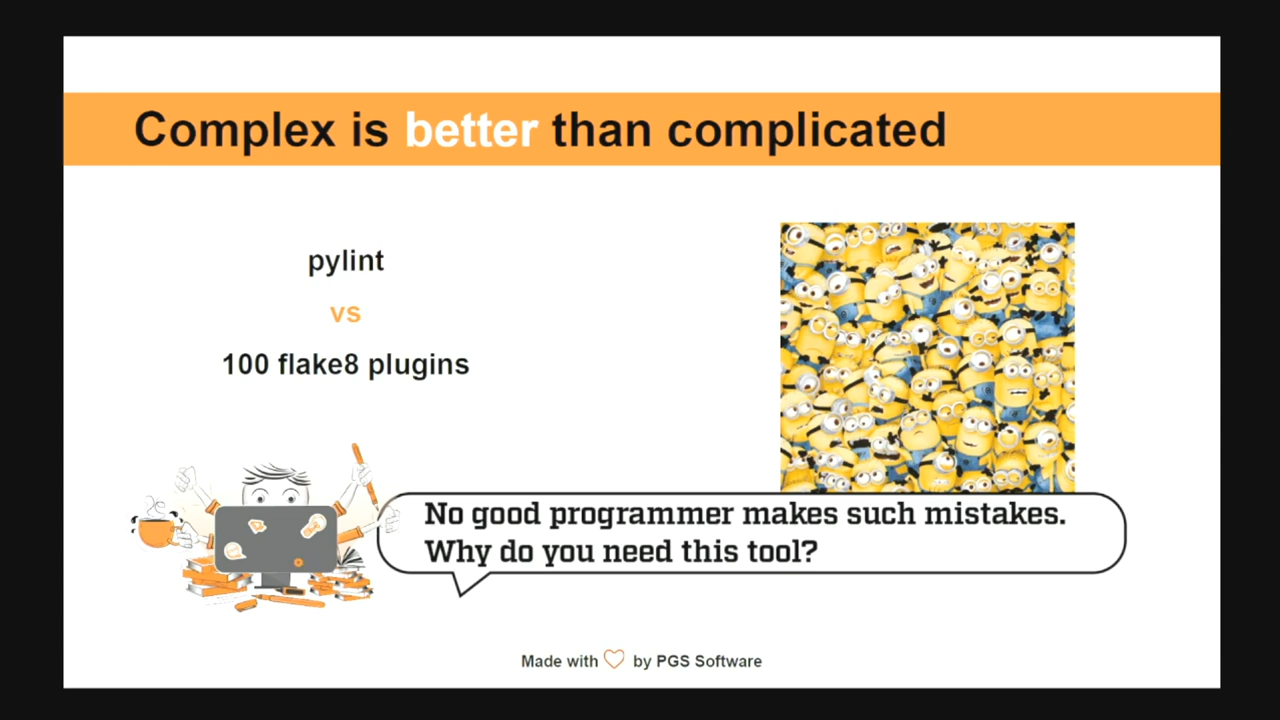 Complex is better than complicated
pylint
vs
100 flake8 plugins
No good programmer makes such mistakes.
Why do you need this tool?
Made with by PGS Software